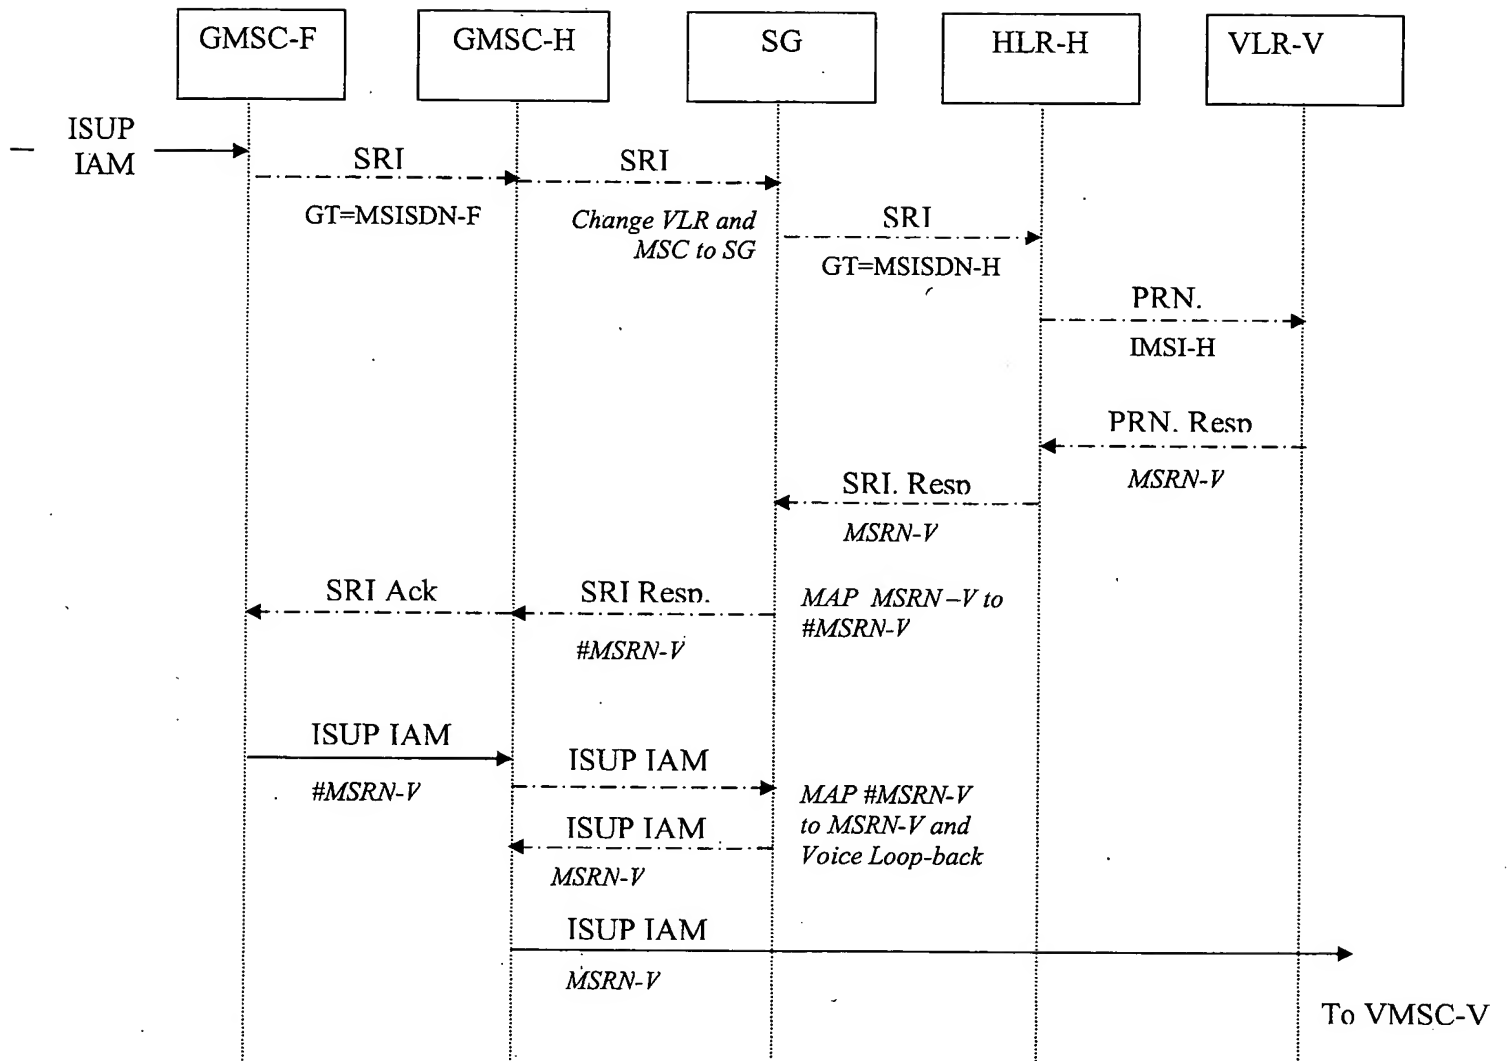 GMSC-F
GMSC-H
SG
HLR-H
VLR-V
ISUP
IAM
SRI
GT=MSISDN-F
SRI
Change VLR and
MSC to SG
SRI
GT=MSISDN-H
PRN.
IMSI-H
PRN. Resp
MSRN-V
SRI. Resp
MSRN-V
SRI Ack
SRI Resp.
#MSRN-V
MAP MSRN-V to
#MSRN-V
ISUP IAM
#MSRN-V
ISUP IAM
MAP #MSRN-V
to MSRN-V and
Voice Loop-back
ISUP IAM
MSRN-V
ISUP IAM
MSRN-V
To VMSC-V